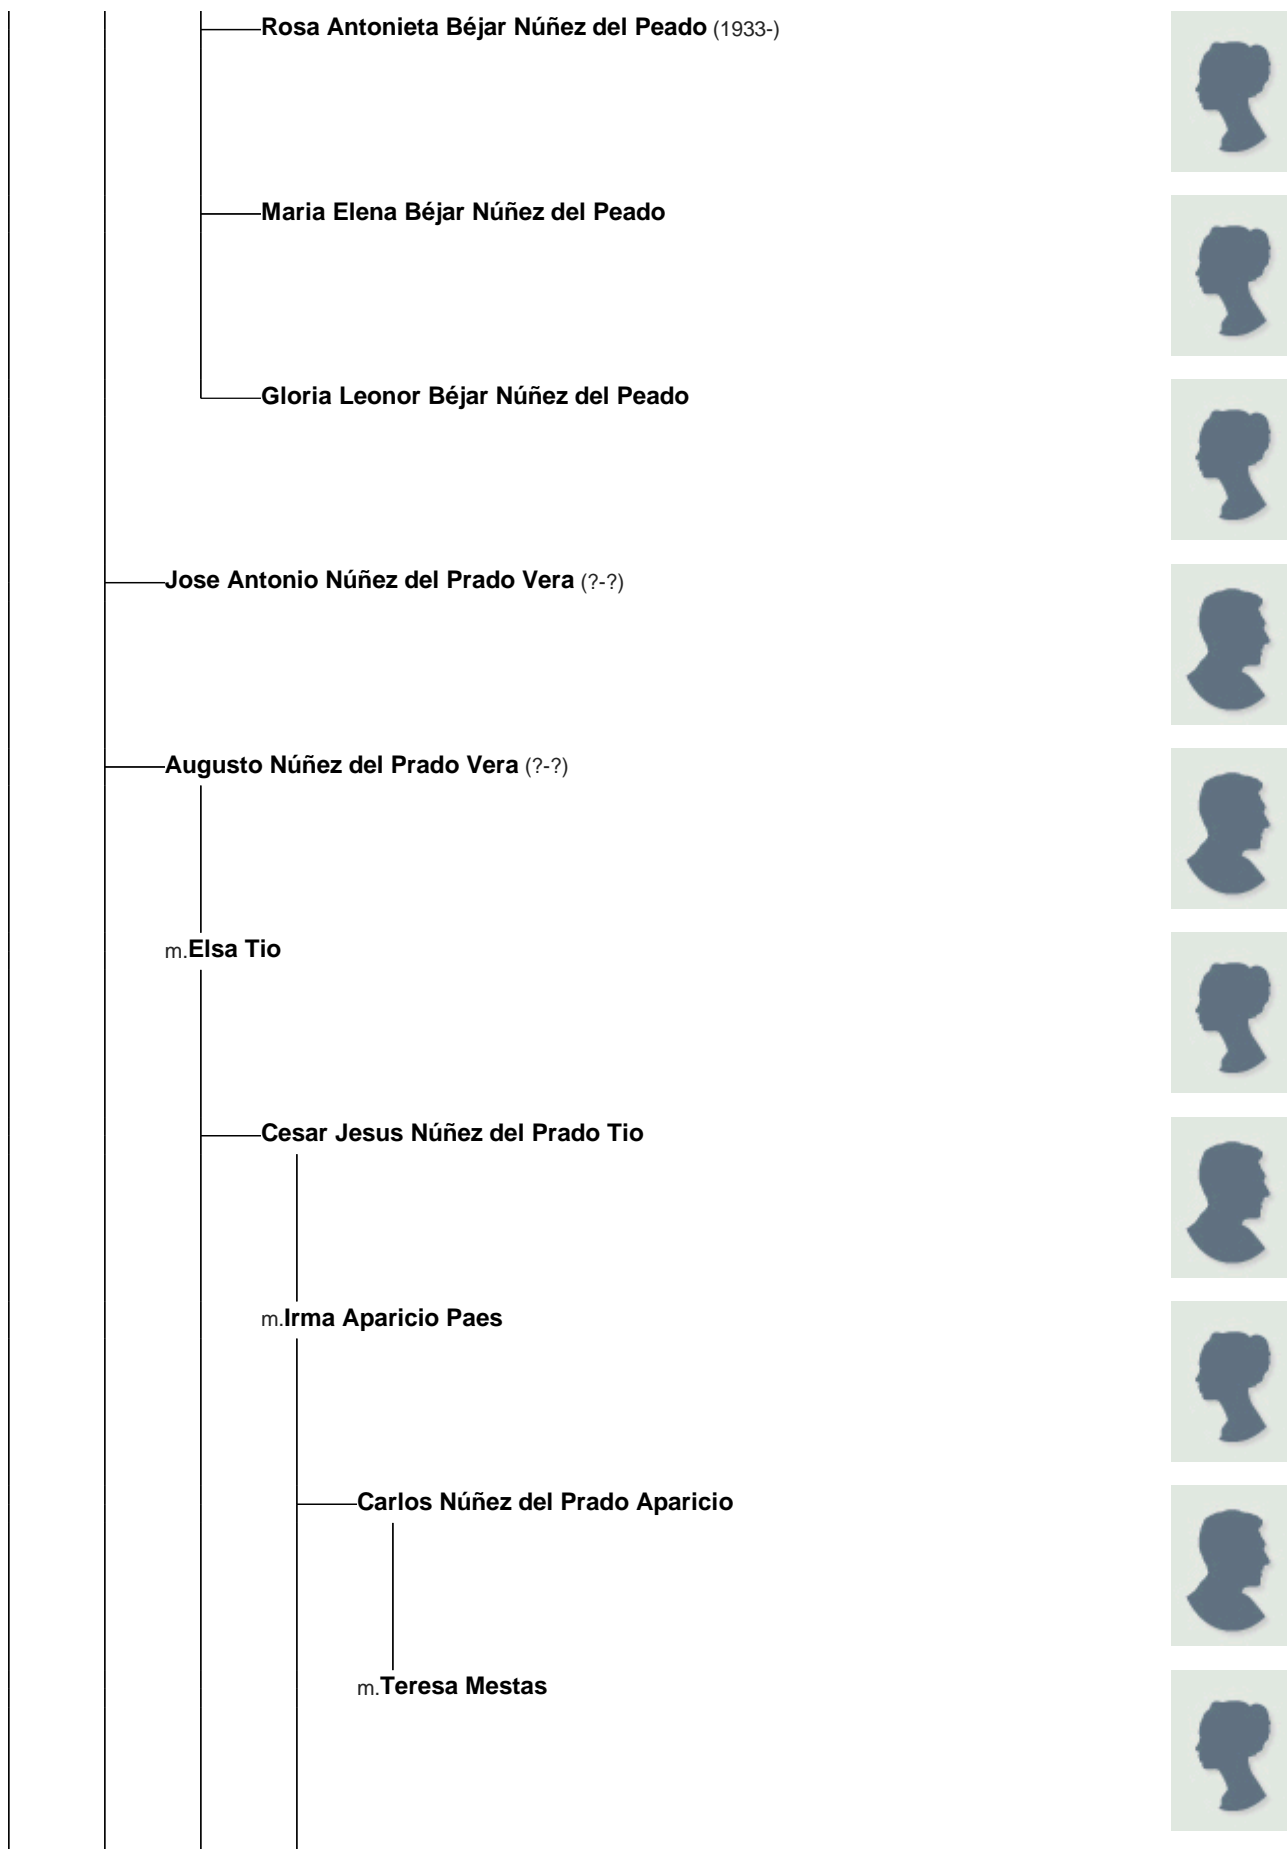 Rosa Antonieta Béjar Núñez del Peado (1933-)
Maria Elena Béjar Núñez del Peado
Gloria Leonor Béjar Núñez del Peado
Jose Antonio Núñez del Prado Vera (?-?)
Augusto Núñez del Prado Vera (?-?)
m.Elsa Tio
Cesar Jesus Núñez del Prado Tio
m.Irma Aparicio Paes
Carlos Núñez del Prado Aparicio
m.Teresa Mestas